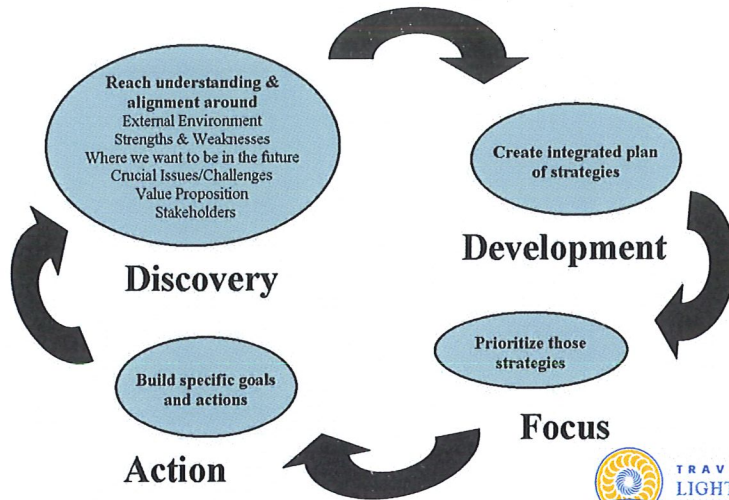 Reach understanding &
alignment around
External Environment
Strengths & Weaknesses
Where we want to be in the future
Crucial Issues/Challenges
Value Proposition
Stakeholders
Discovery
Create integrated plan
of strategies
Development
Prioritize those
strategies
Focus
Build specific goals
and actions
Action